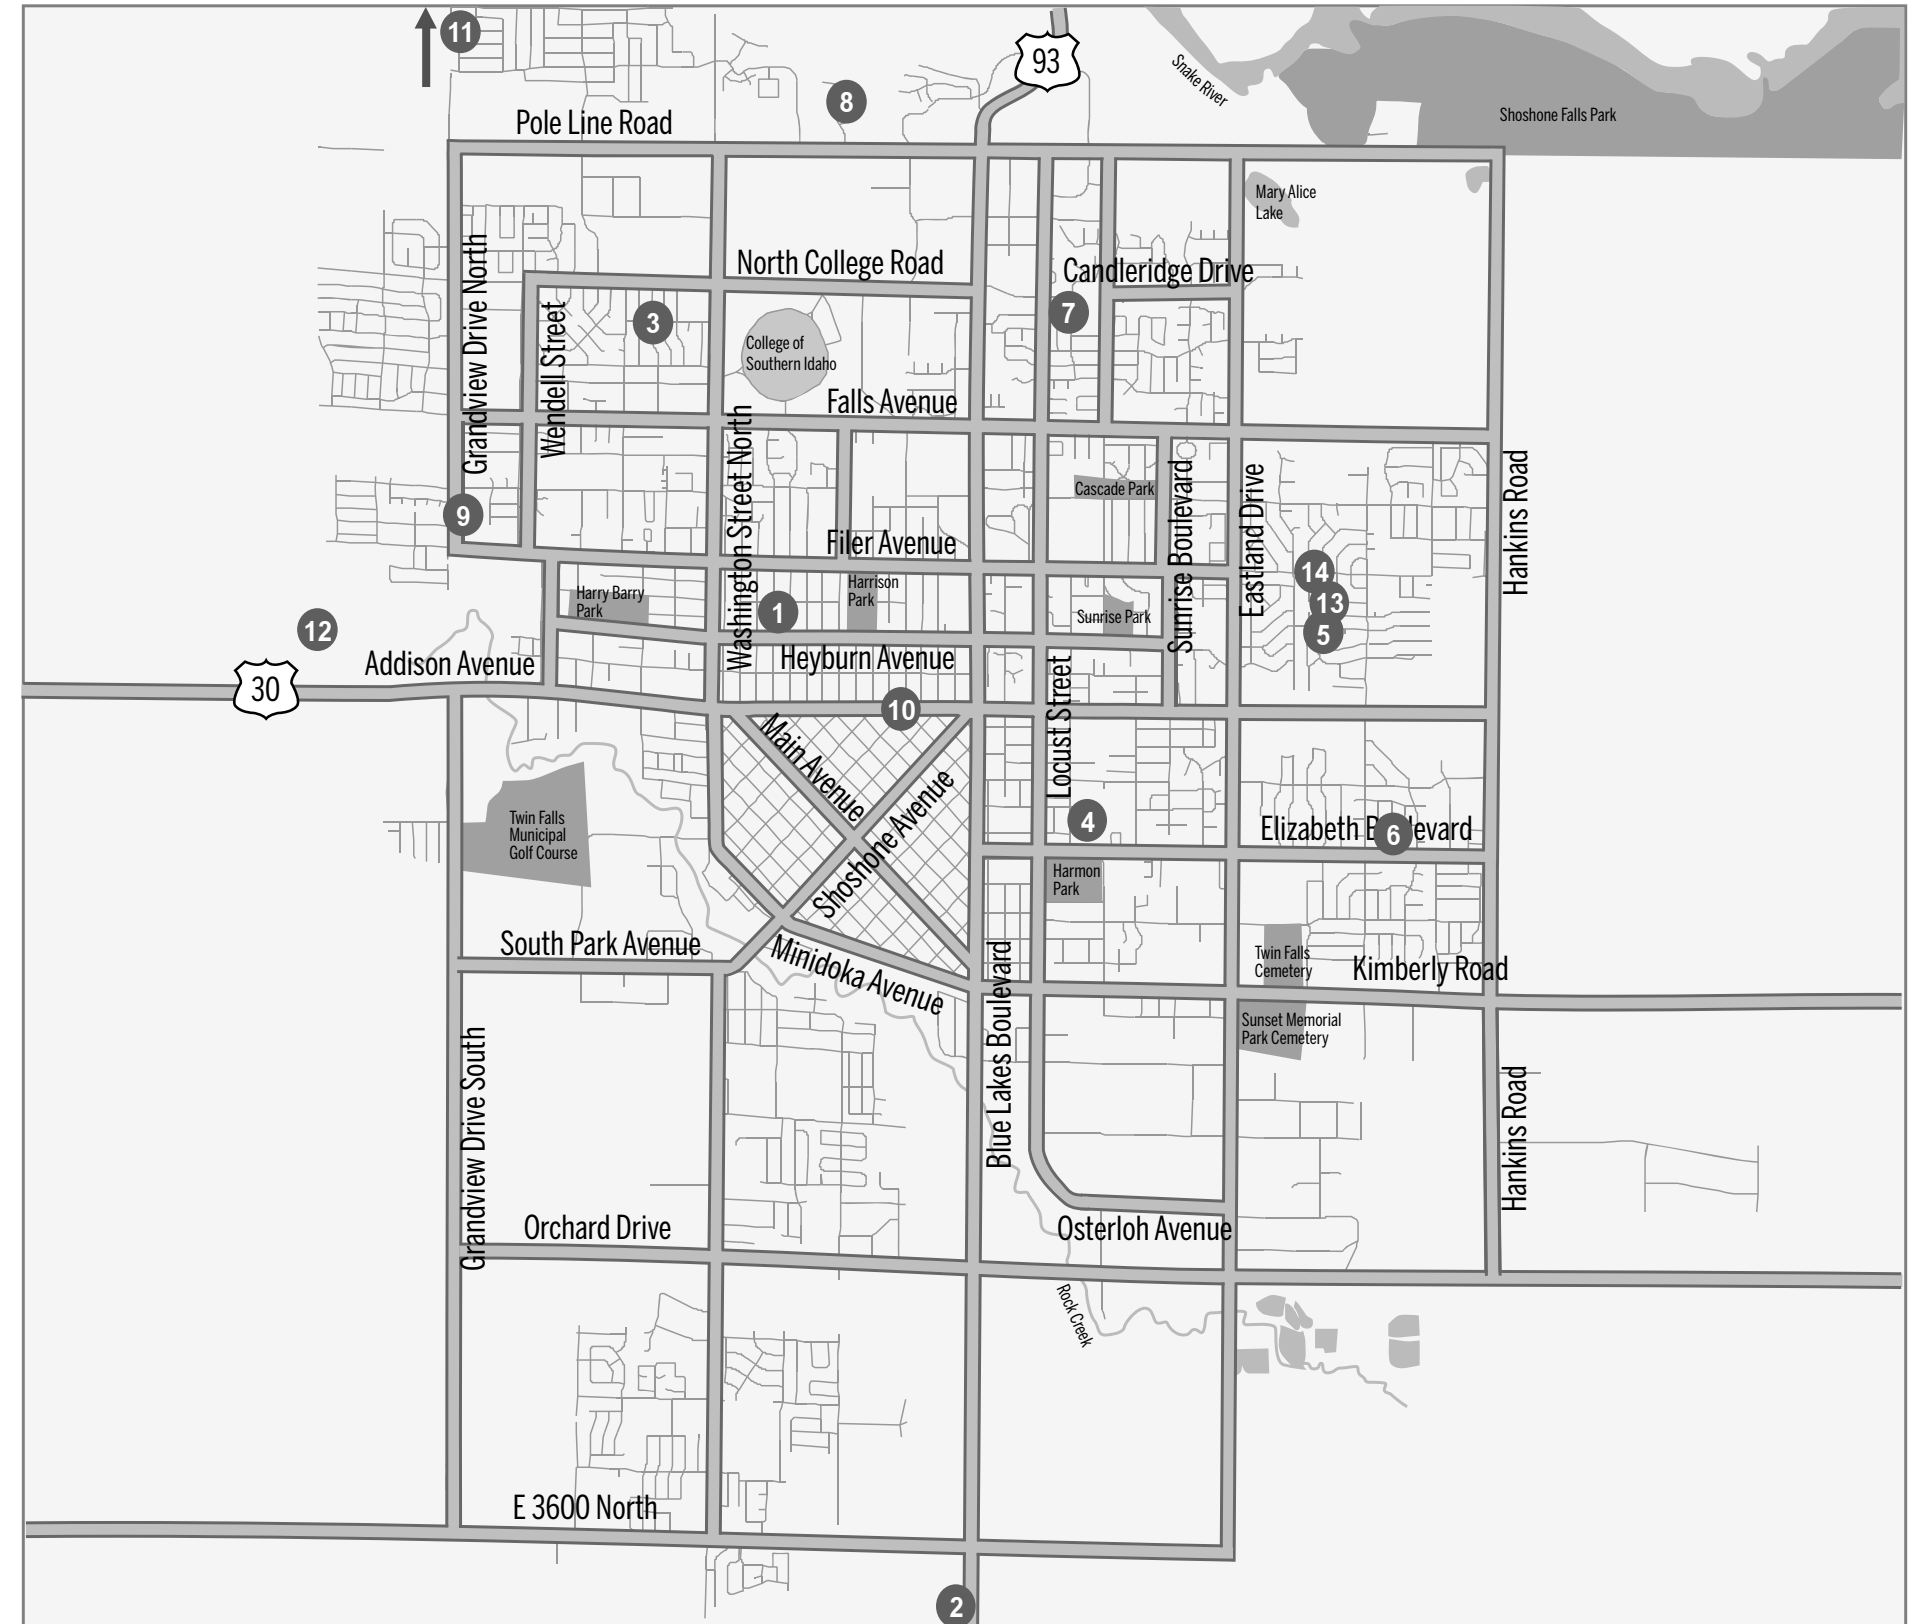 11
93
Snake River
8
Shoshone Falls Park
Pole Line Road
Mary Alice
Lake
North College Road
Candleridge Drive
Grandview Drive North
Wendell Street
3
7
College of
Southern Idaho
Falls Avenue
Washington Street North
Cascade Park
Sunrise Boulevard
Eastland Drive
Hankins Road
9
Filer Avenue
14
Harry Barry
Park
Harrison
Park
1
13
Sunrise Park
12
5
Addison Avenue
Heyburn Avenue
30
Locust Street
10
Main Avenue
Shoshone Avenue
Twin Falls
Municipal
Golf Course
4
Elizabeth B levard
6
Harmon
Park
South Park Avenue
Minidoka Avenue
Blue Lakes Boulevard
Twin Falls
Cemetery
Kimberly Road
Sunset Memorial
Park Cemetery
Grandview Drive South
Hankins Road
Orchard Drive
Osterloh Avenue
Rock Creek
E 3600 North
2